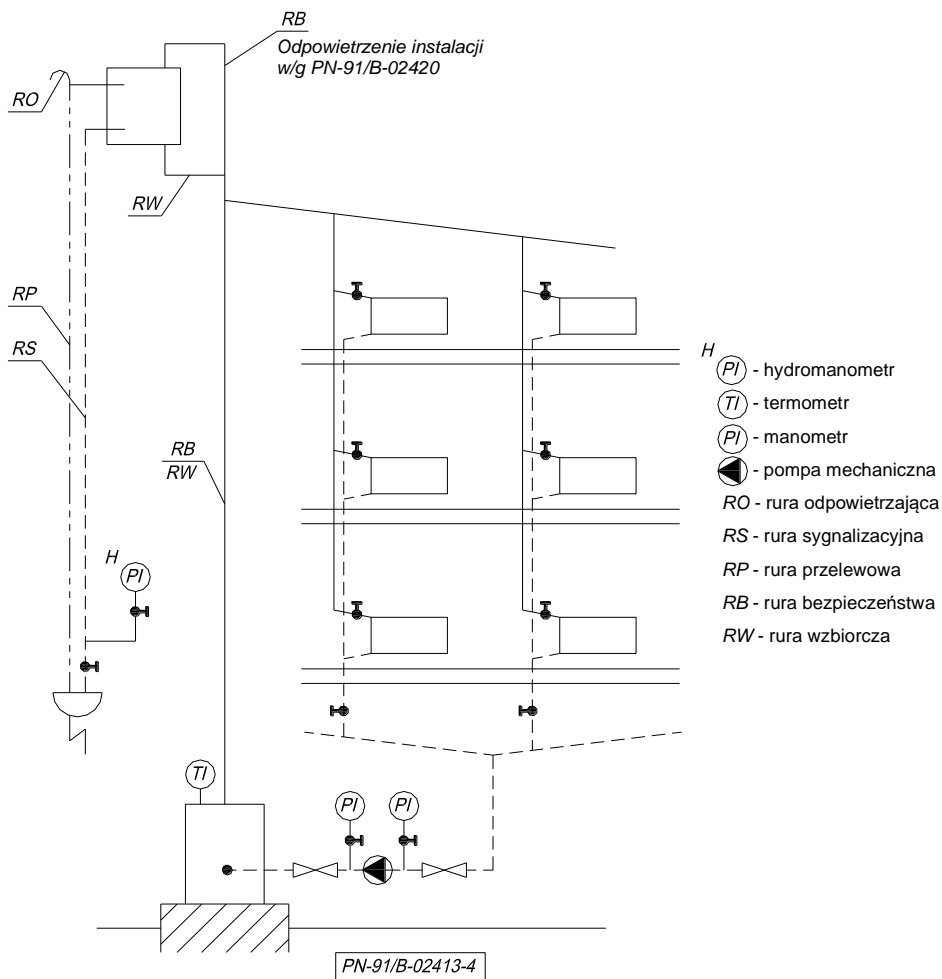 RB
Odpowietrzenie instalacji
w/g PN-91/B-02420
RO
RW
RP
RS
RB
RW
H
PI
TI
PI
PI
H
PI - hydromanometr
TI - termometr
PI - manometr
- pompa mechaniczna
RO - rura odpowietrzająca
RS - rura sygnalizacyjna
RP - rura przelewowa
RB - rura bezpieczeństwa
RW - rura wzbiorcza
PN-91/B-02413-4